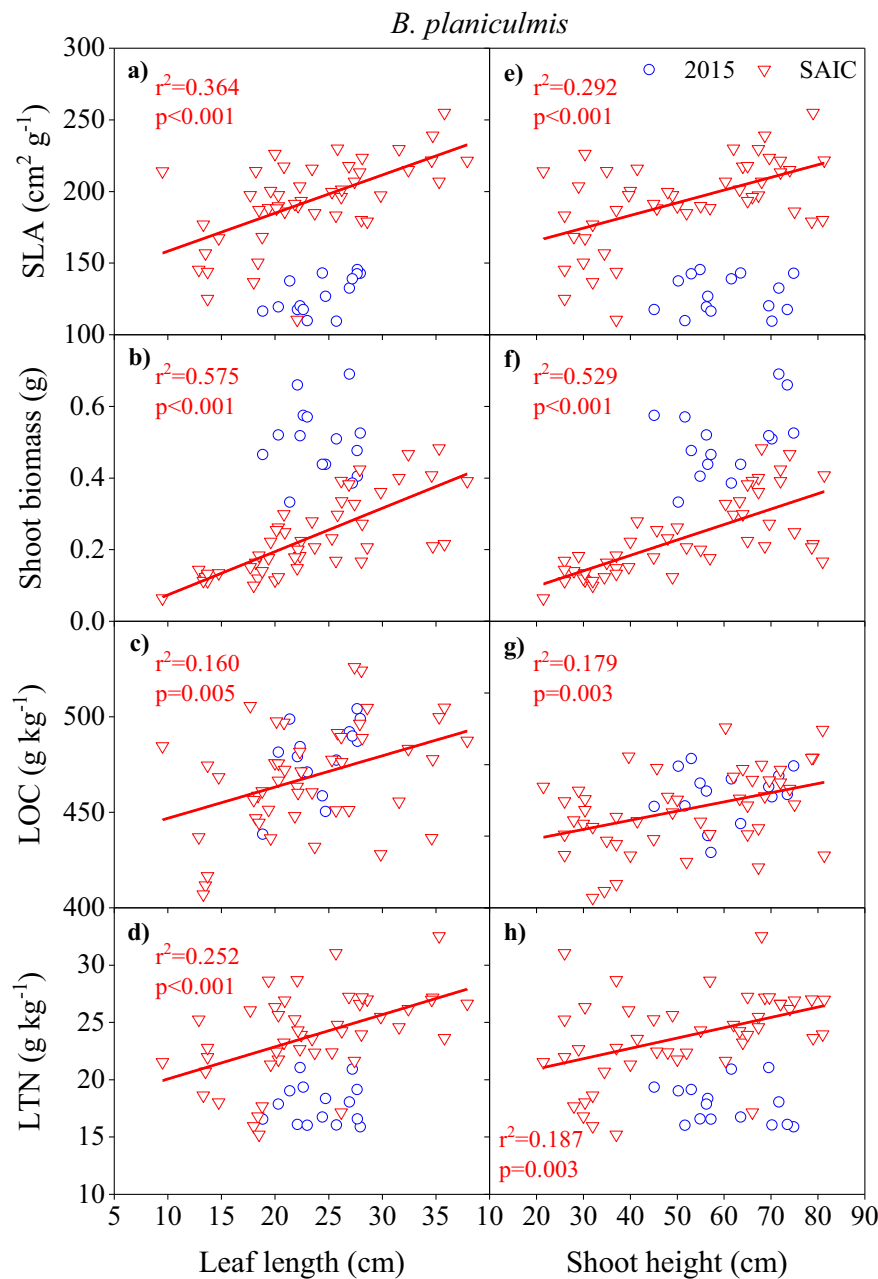 B. planiculmis
a)
r²=0.364
p<0.001
e)
r²=0.292
p<0.001
2015
SAIC
SLA (cm² g⁻¹)
300
250
200
150
100
b)
r²=0.575
p<0.001
f)
r²=0.529
p<0.001
Shoot biomass (g)
0.6
0.4
0.2
0.0
c)
r²=0.160
p=0.005
g)
r²=0.179
p=0.003
LOC (g kg⁻¹)
500
450
400
d)
r²=0.252
p<0.001
h)
r²=0.187
p=0.003
LTN (g kg⁻¹)
30
25
20
15
10
5 10 15 20 25 30 35
10 20 30 40 50 60 70 80 90
Leaf length (cm)
Shoot height (cm)